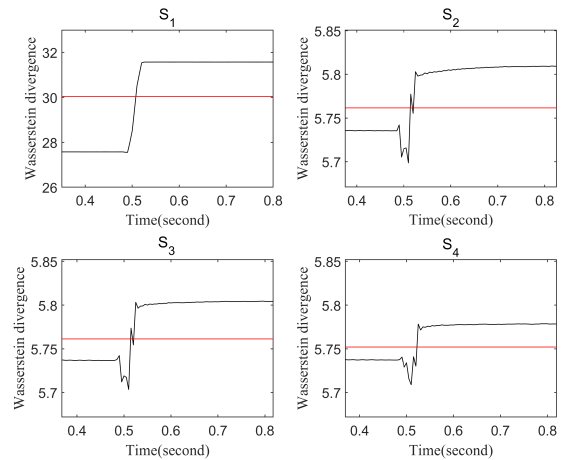 S1
Wasserstein divergence
32
30
28
26
0.4 0.5 0.6 0.7 0.8
Time(second)
S2
Wasserstein divergence
5.85
5.8
5.75
5.7
0.4 0.5 0.6 0.7 0.8
Time(second)
S3
Wasserstein divergence
5.85
5.8
5.75
5.7
0.4 0.5 0.6 0.7 0.8
Time(second)
S4
Wasserstein divergence
5.85
5.8
5.75
5.7
0.4 0.5 0.6 0.7 0.8
Time(second)